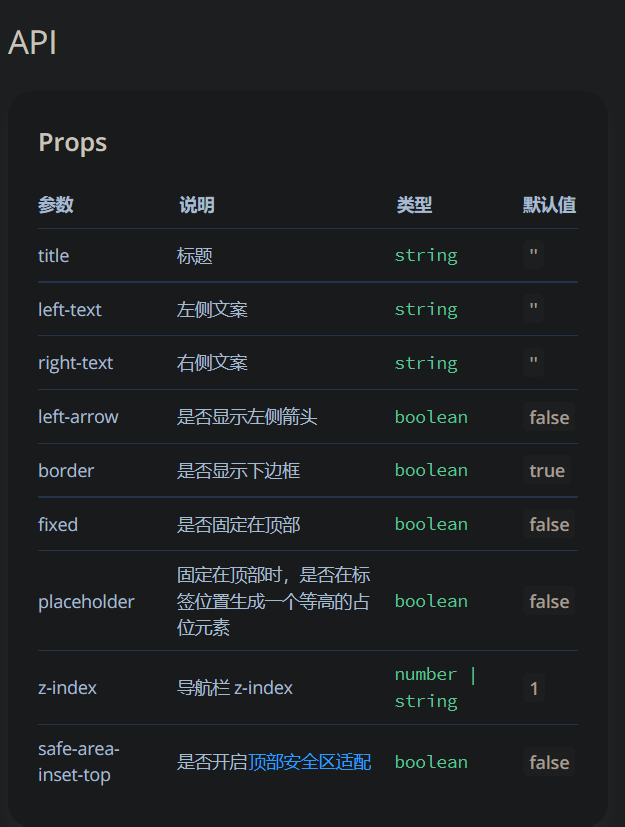 API
Props
参数 说明 类型 默认值
title 标题 string ''
left-text 左侧文案 string ''
right-text 右侧文案 string ''
left-arrow 是否显示左侧箭头 boolean false
border 是否显示下边框 boolean true
fixed 是否固定在顶部 boolean false
placeholder 固定在顶部时，是否在标
签位置生成一个等高的占
位元素 boolean false
z-index 导航栏 z-index number |
string 1
safe-area-
inset-top 是否开启顶部安全区适配 boolean false